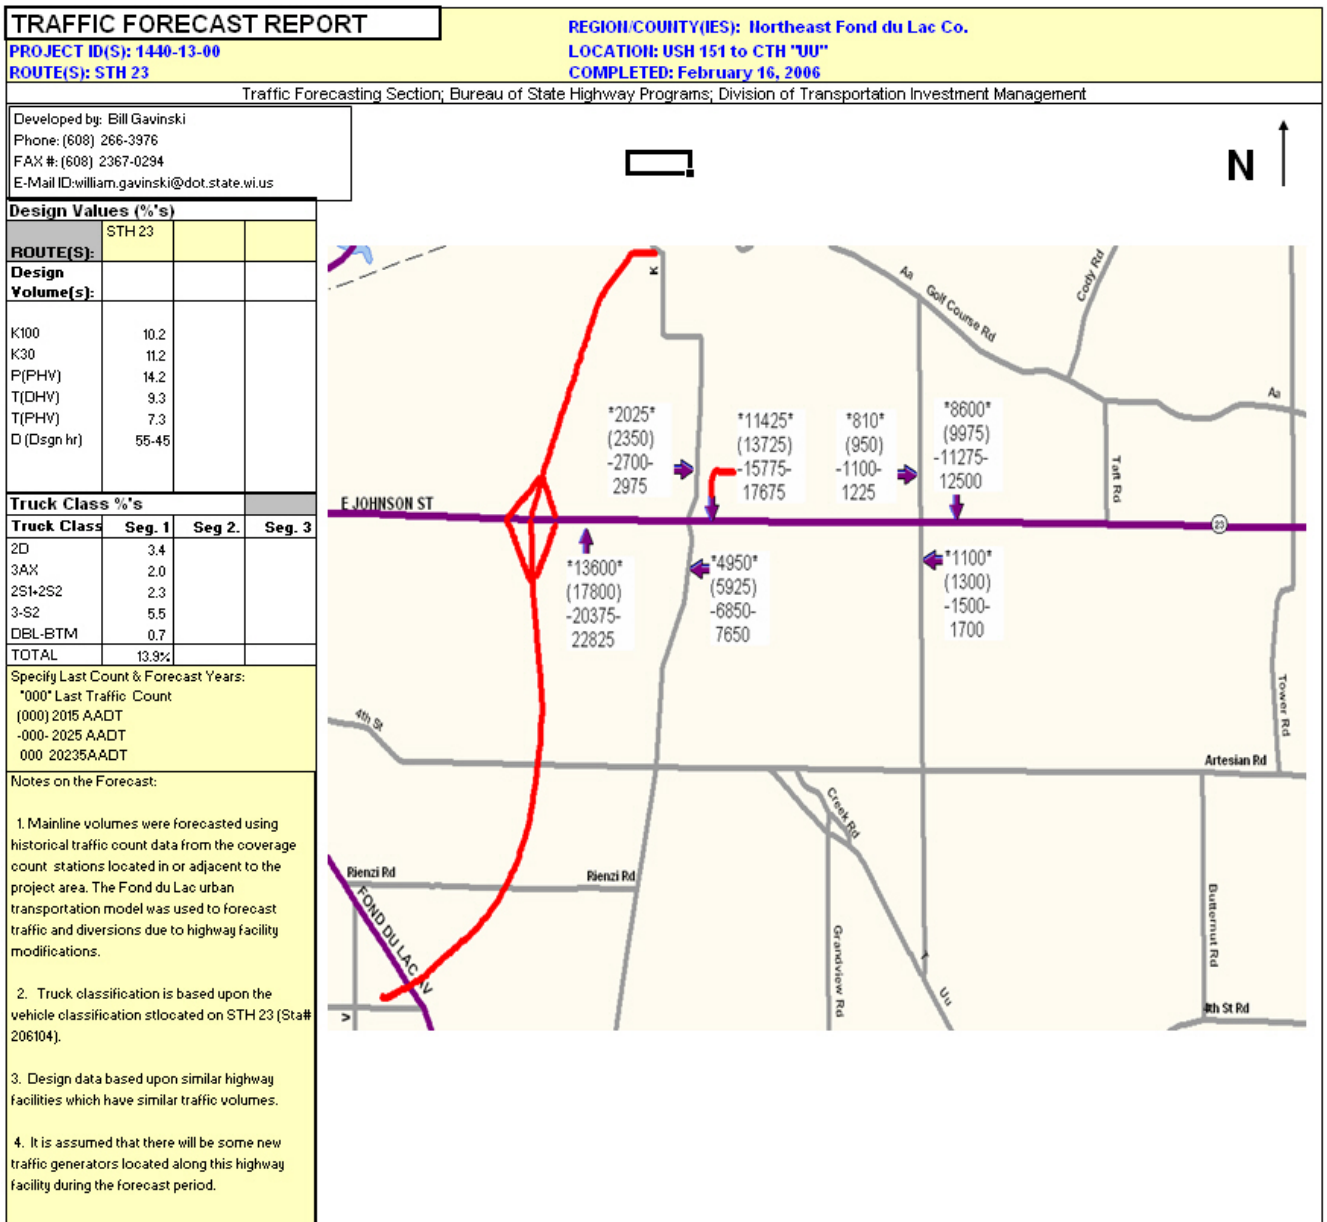 TRAFFIC FORECAST REPORT
REGION/COUNTY(IES): Northeast Fond du Lac Co.
PROJECT ID(S): 1440-13-00
LOCATION: USH 151 to CTH "UU"
ROUTE(S): STH 23
COMPLETED: February 16, 2006
Traffic Forecasting Section; Bureau of State Highway Programs; Division of Transportation Investment Management
Developed by: Bill Gavinski
Phone: (608) 266-3976
FAX #: (608) 2367-0294
E-Mail ID:william.gavinski@dot.state.wi.us
N
Design Values (%'s)
ROUTE(S): STH 23
Design
Volume(s):
K100 10.2
K30 11.2
P(PHV) 14.2
T(DHV) 9.3
T(PHV) 7.3
D (Dsgn hr) 55-45
Truck Class %'s
Truck Class Seg. 1 Seg 2. Seg. 3
2D 3.4
3AX 2.0
2S1+2S2 2.3
3-S2 5.5
DBL-BTM 0.7
TOTAL 13.9%
Specify Last Count & Forecast Years:
"000" Last Traffic Count
(000) 2015 AADT
-000- 2025 AADT
000 20235AADT
Notes on the Forecast:
1. Mainline volumes were forecasted using
historical traffic count data from the coverage
count stations located in or adjacent to the
project area. The Fond du Lac urban
transportation model was used to forecast
traffic and diversions due to highway facility
modifications.
2. Truck classification is based upon the
vehicle classification stlocated on STH 23 (Sta#
206104).
3. Design data based upon similar highway
facilities which have similar traffic volumes.
4. It is assumed that there will be some new
traffic generators located along this highway
facility during the forecast period.
K
Aa
Golf Course Rd
Cody Rd
Aa
Taft Rd
*2025*
(2350)
-2700-
2975
*11425*
(13725)
-15775-
17675
*810*
(950)
-1100-
1225
*8600*
(9975)
-11275-
12500
E JOHNSON ST
23
*13600*
(17800)
-20375-
22825
*4950*
(5925)
-6850-
7650
*1100*
(1300)
-1500-
1700
4th St
Tower Rd
Artesian Rd
Creek Rd
Rienzi Rd
Rienzi Rd
FOND DU LAC AV
Grandview Rd
Butternut Rd
T
Uu
V
4th St Rd